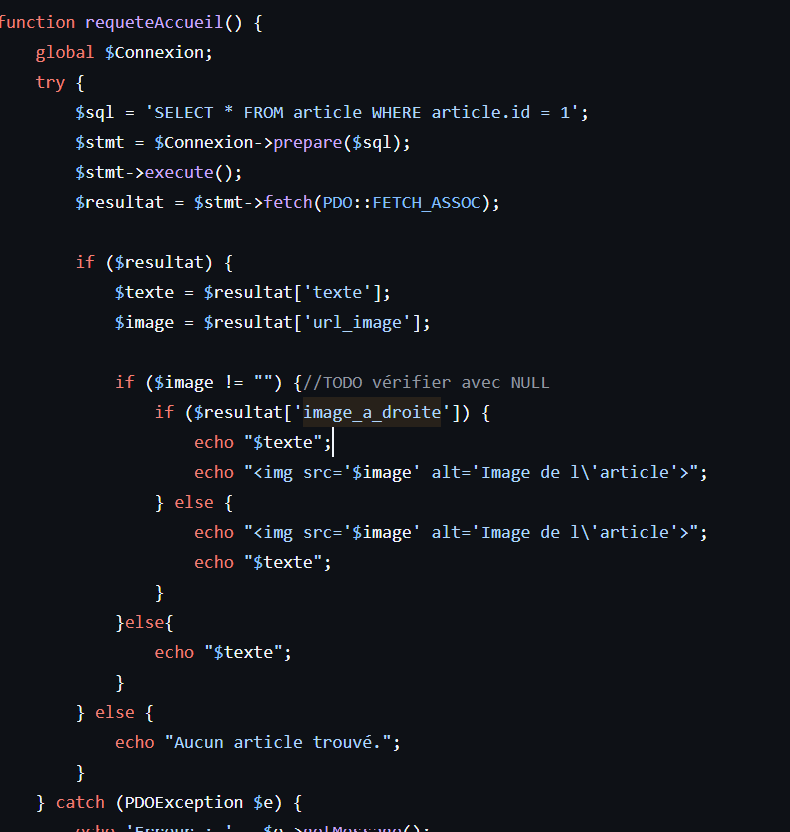 function requeteAccueil() {
    global $Connexion;
    try {
        $sql = 'SELECT * FROM article WHERE article.id = 1';
        $stmt = $Connexion->prepare($sql);
        $stmt->execute();
        $resultat = $stmt->fetch(PDO::FETCH_ASSOC);

        if ($resultat) {
            $texte = $resultat['texte'];
            $image = $resultat['url_image'];

            if ($image != "") {//TODO vérifier avec NULL
                if ($resultat['image_a_droite']) {
                    echo "$texte";
                    echo "<img src='$image' alt='Image de l\'article'>";
                } else {
                    echo "<img src='$image' alt='Image de l\'article'>";
                    echo "$texte";
                }
            }else{
                echo "$texte";
            }
        } else {
            echo "Aucun article trouvé.";
        }
    } catch (PDOException $e) {
        echo 'Erreur : ' . $e->getMessage();